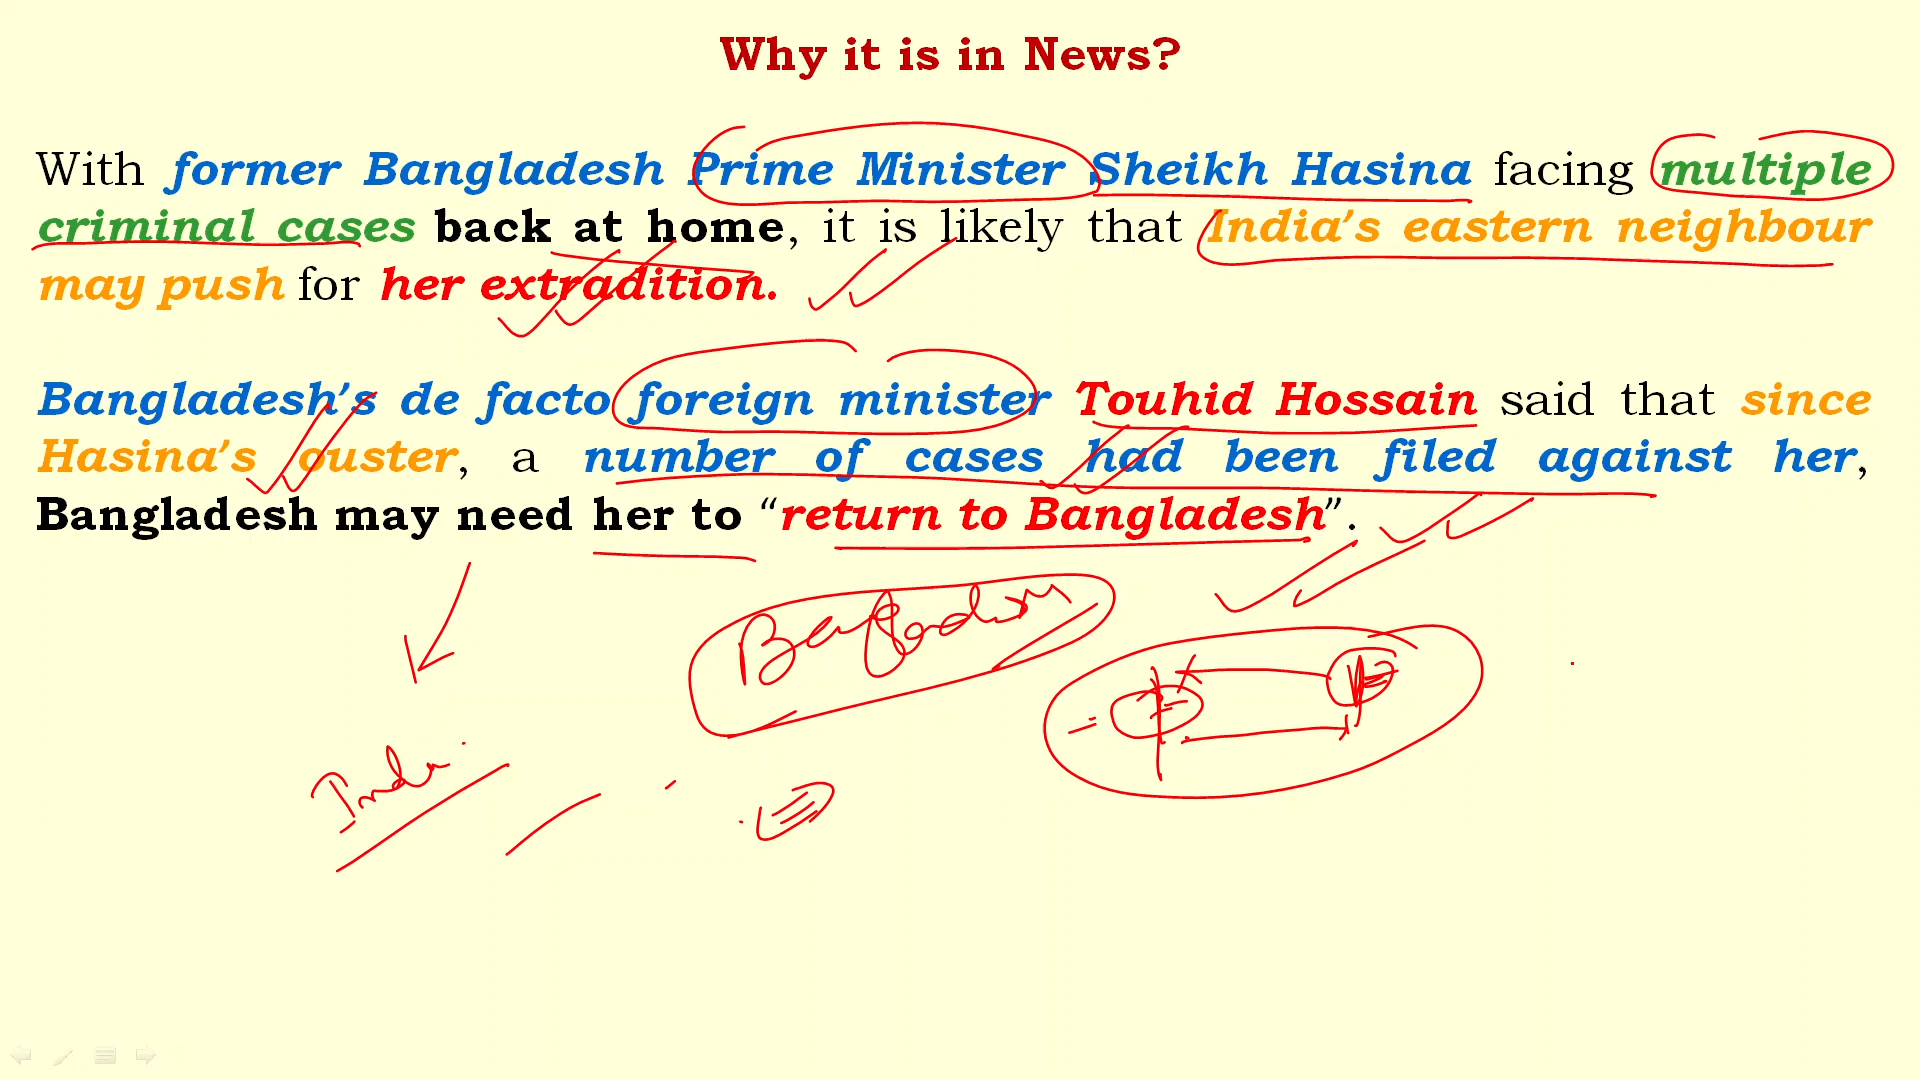 Why it is in News?
With former Bangladesh Prime Minister Sheikh Hasina facing multiple
criminal cases back at home, it is likely that India's eastern neighbour
may push for her extradition.
Bangladesh's de facto foreign minister Touhid Hossain said that since
Hasina's ouster, a number of cases had been filed against her,
Bangladesh may need her to “return to Bangladesh”.
Bangladesh
India